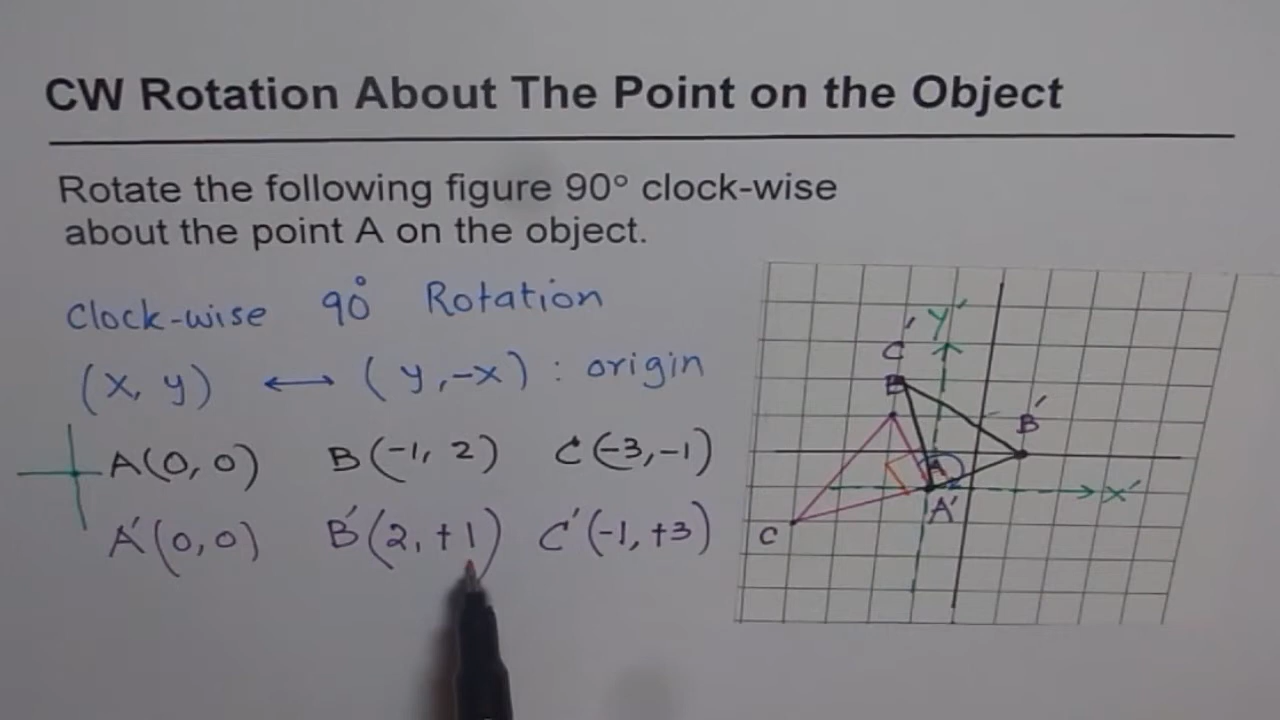 CW Rotation About The Point on the Object
Rotate the following figure 90° clock-wise
about the point A on the object.
Clock-wise 90° Rotation
(x, y) ⟷ (y, -x) : origin
A(0, 0) B(-1, 2) C(-3, -1)
A'(0, 0) B'(2, +1) C'(-1, +3)
Y'
C'
B
B'
A
X'
A'
C